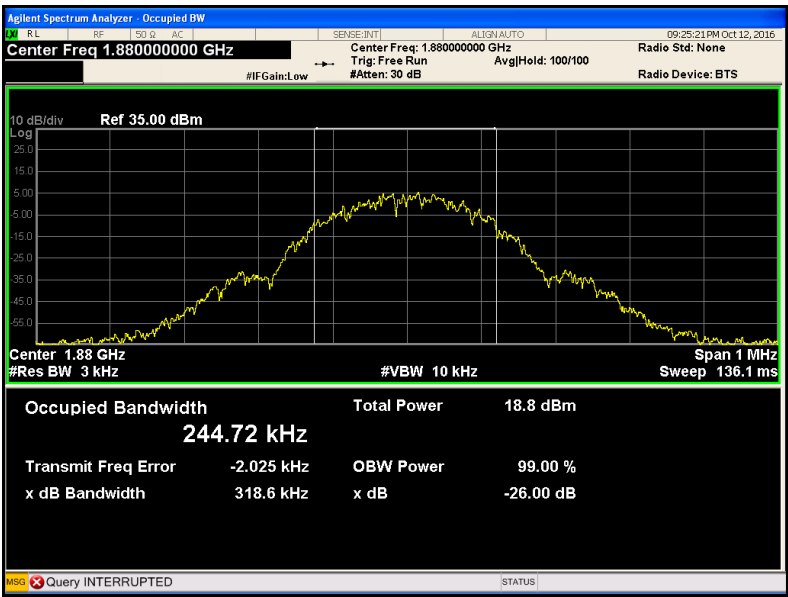 Agilent Spectrum Analyzer - Occupied BW
LXI RL RF 50 Ω AC SENSE:INT ALIGN AUTO 09:25:21 PM Oct 12, 2016
Center Freq 1.880000000 GHz Center Freq: 1.880000000 GHz Radio Std: None
Trig: Free Run Avg|Hold: 100/100
#IFGain:Low #Atten: 30 dB Radio Device: BTS
10 dB/div Ref 35.00 dBm
Log
25.0
15.0
5.00
-5.00
-15.0
-25.0
-35.0
-45.0
-55.0
Center 1.88 GHz Span 1 MHz
#Res BW 3 kHz #VBW 10 kHz Sweep 136.1 ms
Occupied Bandwidth Total Power 18.8 dBm
244.72 kHz
Transmit Freq Error -2.025 kHz OBW Power 99.00 %
x dB Bandwidth 318.6 kHz x dB -26.00 dB
MSG Query INTERRUPTED STATUS